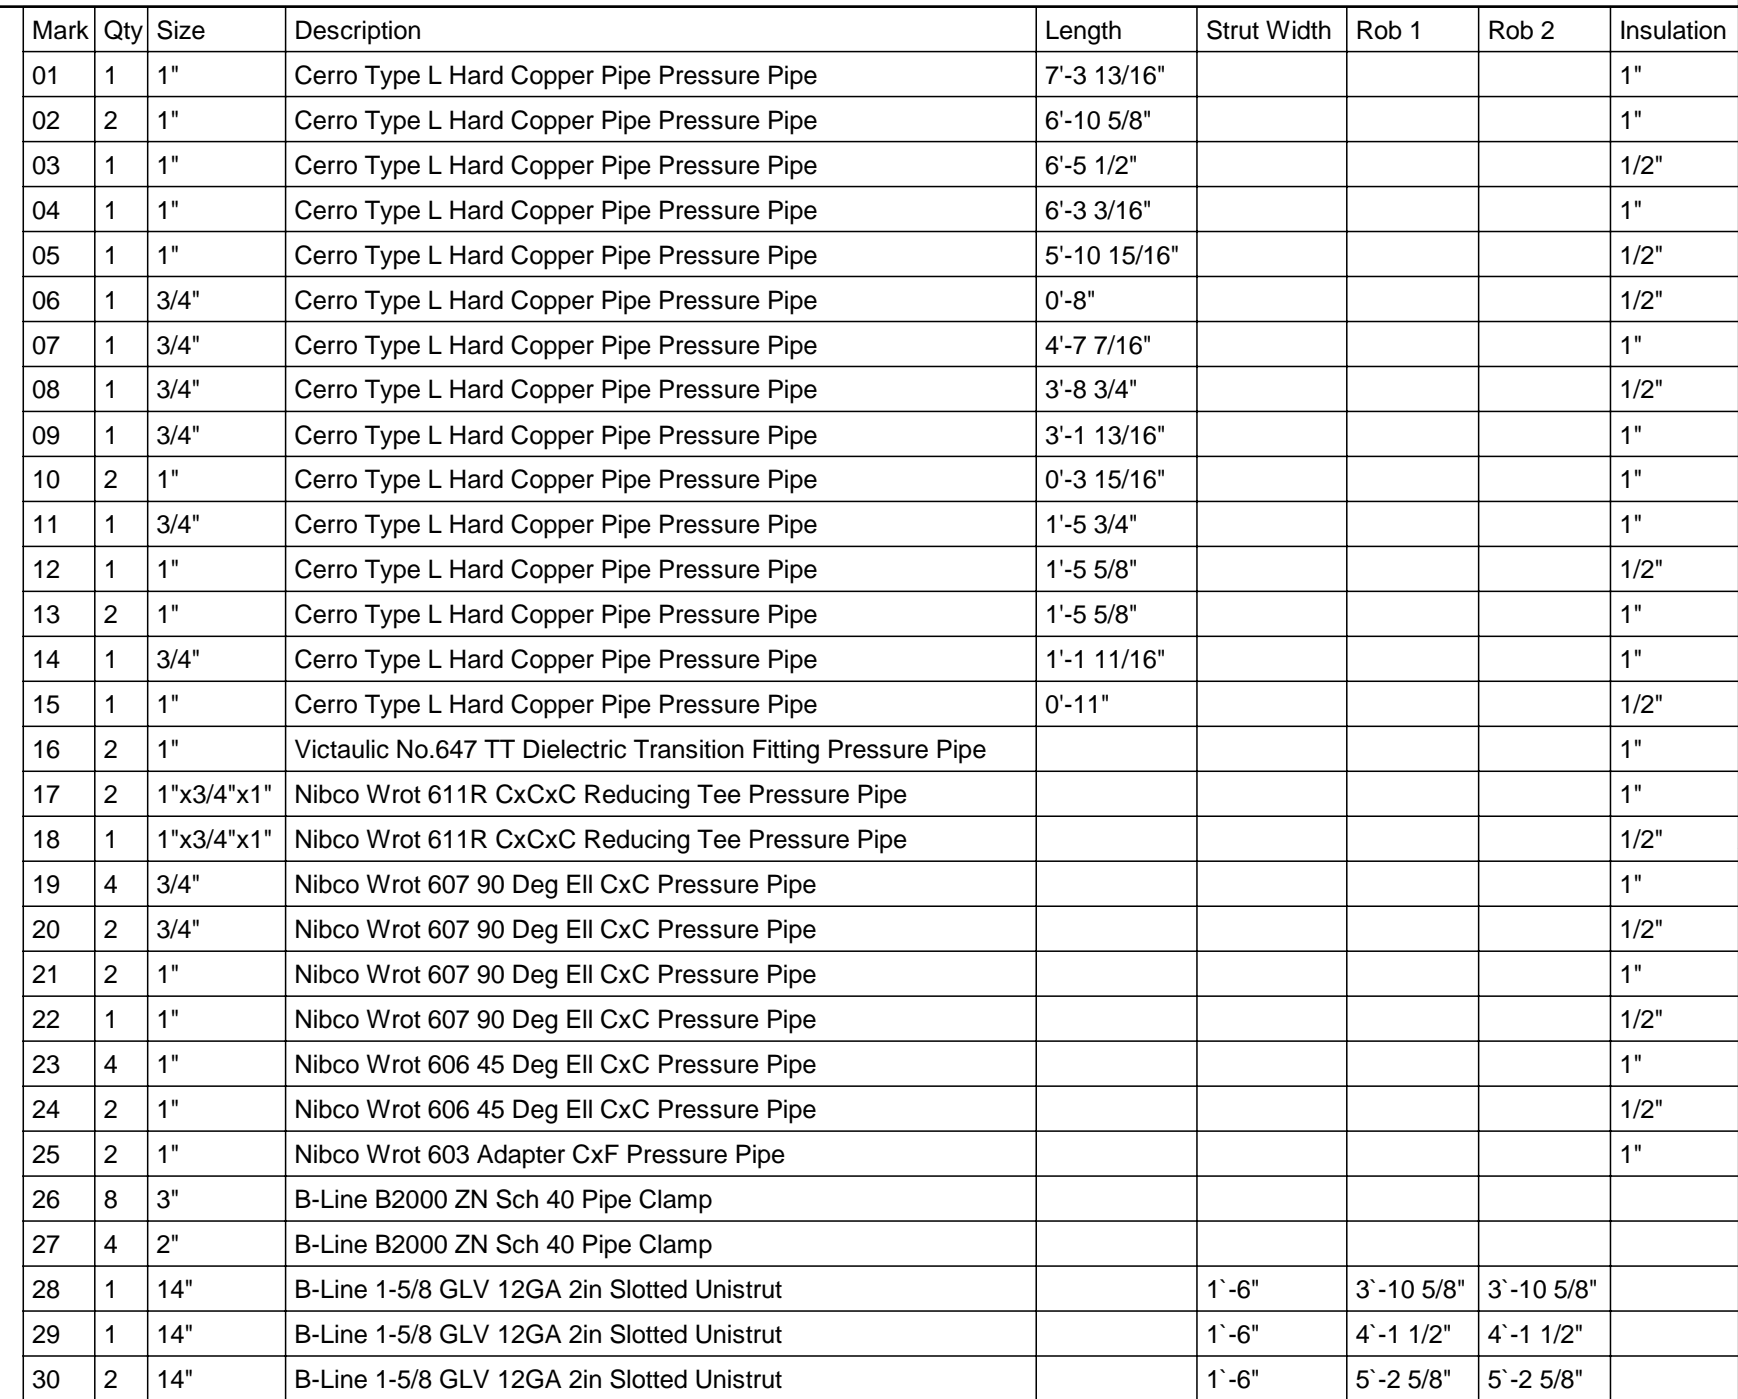 Mark Qty Size Description Length Strut Width Rob 1 Rob 2 Insulation
01 1 1" Cerro Type L Hard Copper Pipe Pressure Pipe 7'-3 13/16" 1"
02 2 1" Cerro Type L Hard Copper Pipe Pressure Pipe 6'-10 5/8" 1"
03 1 1" Cerro Type L Hard Copper Pipe Pressure Pipe 6'-5 1/2" 1/2"
04 1 1" Cerro Type L Hard Copper Pipe Pressure Pipe 6'-3 3/16" 1"
05 1 1" Cerro Type L Hard Copper Pipe Pressure Pipe 5'-10 15/16" 1/2"
06 1 3/4" Cerro Type L Hard Copper Pipe Pressure Pipe 0'-8" 1/2"
07 1 3/4" Cerro Type L Hard Copper Pipe Pressure Pipe 4'-7 7/16" 1"
08 1 3/4" Cerro Type L Hard Copper Pipe Pressure Pipe 3'-8 3/4" 1/2"
09 1 3/4" Cerro Type L Hard Copper Pipe Pressure Pipe 3'-1 13/16" 1"
10 2 1" Cerro Type L Hard Copper Pipe Pressure Pipe 0'-3 15/16" 1"
11 1 3/4" Cerro Type L Hard Copper Pipe Pressure Pipe 1'-5 3/4" 1"
12 1 1" Cerro Type L Hard Copper Pipe Pressure Pipe 1'-5 5/8" 1/2"
13 2 1" Cerro Type L Hard Copper Pipe Pressure Pipe 1'-5 5/8" 1"
14 1 3/4" Cerro Type L Hard Copper Pipe Pressure Pipe 1'-1 11/16" 1"
15 1 1" Cerro Type L Hard Copper Pipe Pressure Pipe 0'-11" 1/2"
16 2 1" Victaulic No.647 TT Dielectric Transition Fitting Pressure Pipe 1"
17 2 1"x3/4"x1" Nibco Wrot 611R CxCxC Reducing Tee Pressure Pipe 1"
18 1 1"x3/4"x1" Nibco Wrot 611R CxCxC Reducing Tee Pressure Pipe 1/2"
19 4 3/4" Nibco Wrot 607 90 Deg Ell CxC Pressure Pipe 1"
20 2 3/4" Nibco Wrot 607 90 Deg Ell CxC Pressure Pipe 1/2"
21 2 1" Nibco Wrot 607 90 Deg Ell CxC Pressure Pipe 1"
22 1 1" Nibco Wrot 607 90 Deg Ell CxC Pressure Pipe 1/2"
23 4 1" Nibco Wrot 606 45 Deg Ell CxC Pressure Pipe 1"
24 2 1" Nibco Wrot 606 45 Deg Ell CxC Pressure Pipe 1/2"
25 2 1" Nibco Wrot 603 Adapter CxF Pressure Pipe 1"
26 8 3" B-Line B2000 ZN Sch 40 Pipe Clamp
27 4 2" B-Line B2000 ZN Sch 40 Pipe Clamp
28 1 14" B-Line 1-5/8 GLV 12GA 2in Slotted Unistrut 1`-6" 3`-10 5/8" 3`-10 5/8"
29 1 14" B-Line 1-5/8 GLV 12GA 2in Slotted Unistrut 1`-6" 4`-1 1/2" 4`-1 1/2"
30 2 14" B-Line 1-5/8 GLV 12GA 2in Slotted Unistrut 1`-6" 5`-2 5/8" 5`-2 5/8"